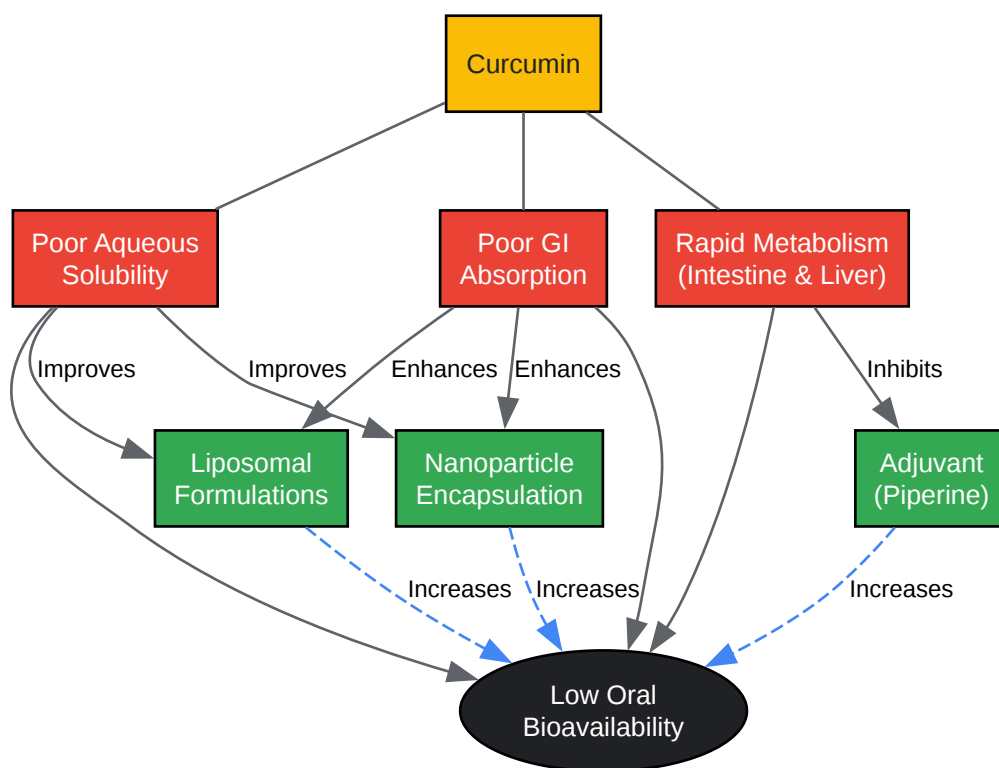 Curcumin
Poor Aqueous
Solubility
Poor GI
Absorption
Rapid Metabolism
(Intestine & Liver)
Improves
Improves
Enhances
Enhances
Inhibits
Liposomal
Formulations
Nanoparticle
Encapsulation
Adjuvant
(Piperine)
Increases
Increases
Increases
Low Oral
Bioavailability